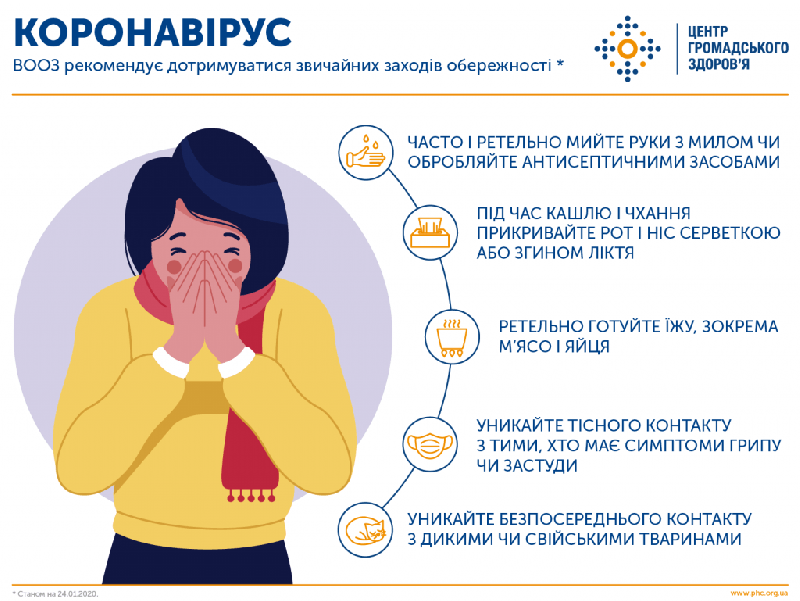 КОРОНАВІРУС
ВООЗ рекомендує дотримуватися звичайних заходів обережності *
ЦЕНТР
ГРОМАДСЬКОГО
ЗДОРОВ'Я
ЧАСТО І РЕТЕЛЬНО МИЙТЕ РУКИ З МИЛОМ ЧИ
ОБРОБЛЯЙТЕ АНТИСЕПТИЧНИМИ ЗАСОБАМИ
ПІД ЧАС КАШЛЮ І ЧХАННЯ
ПРИКРИВАЙТЕ РОТ І НІС СЕРВЕТКОЮ
АБО ЗГИНОМ ЛІКТЯ
РЕТЕЛЬНО ГОТУЙТЕ ЇЖУ, ЗОКРЕМА
М'ЯСО І ЯЙЦЯ
УНИКАЙТЕ ТІСНОГО КОНТАКТУ
З ТИМИ, ХТО МАЄ СИМПТОМИ ГРИПУ
ЧИ ЗАСТУДИ
УНИКАЙТЕ БЕЗПОСЕРЕДНЬОГО КОНТАКТУ
З ДИКИМИ ЧИ СВІЙСЬКИМИ ТВАРИНАМИ
* Станом на 24.01.2020.
www.phc.org.ua